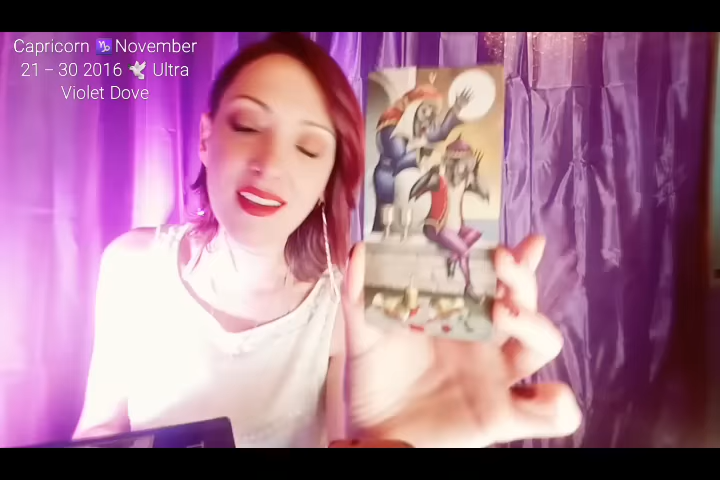 Capricorn ♑November
21 – 30 2016 🕊 Ultra
Violet Dove